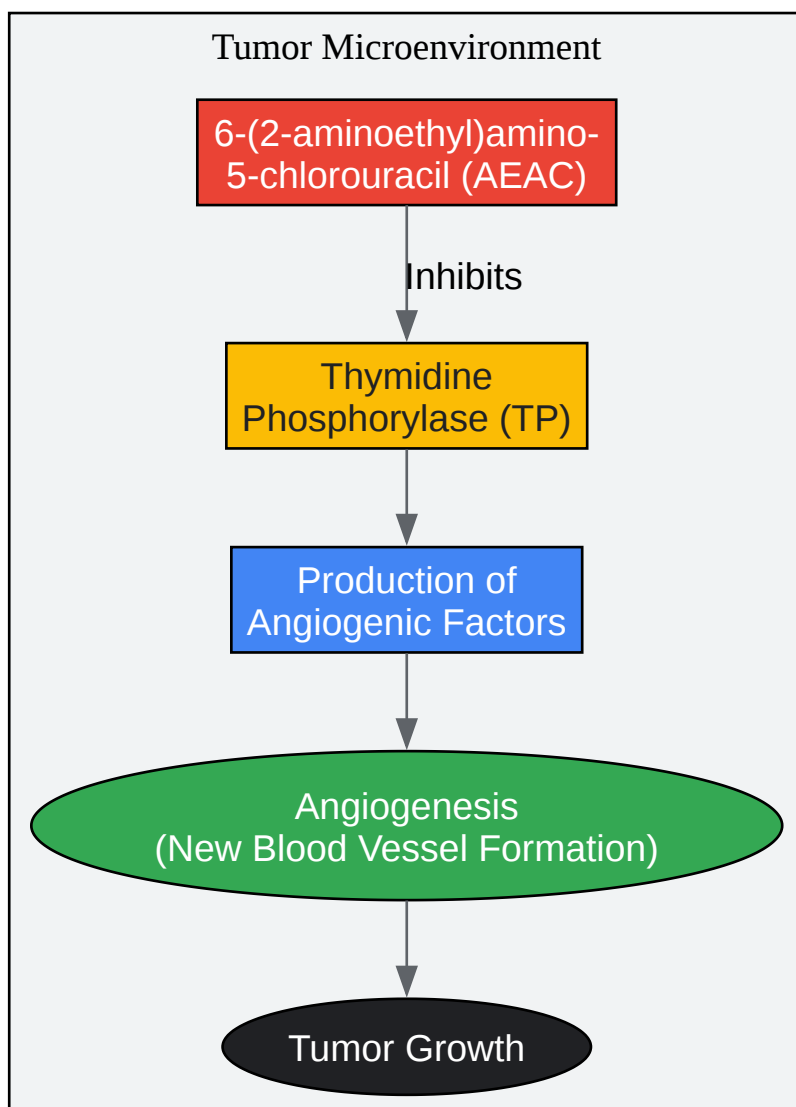 Tumor Microenvironment
6-(2-aminoethyl)amino-
5-chlorouracil (AEAC)
Inhibits
Thymidine
Phosphorylase (TP)
Production of
Angiogenic Factors
Angiogenesis
(New Blood Vessel Formation)
Tumor Growth